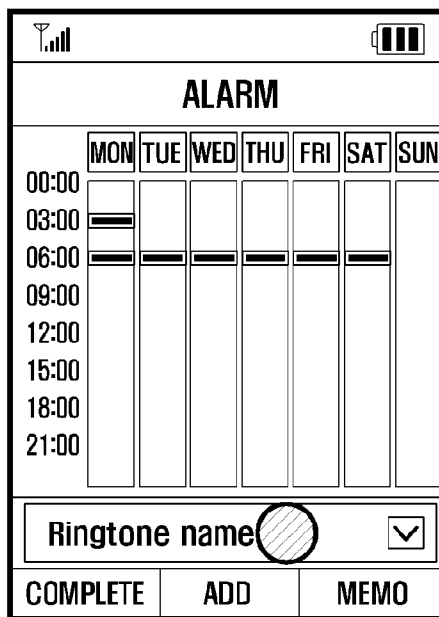 ALARM
MON TUE WED THU FRI SAT SUN
00:00
03:00
06:00
09:00
12:00
15:00
18:00
21:00
Ringtone name
COMPLETE ADD MEMO